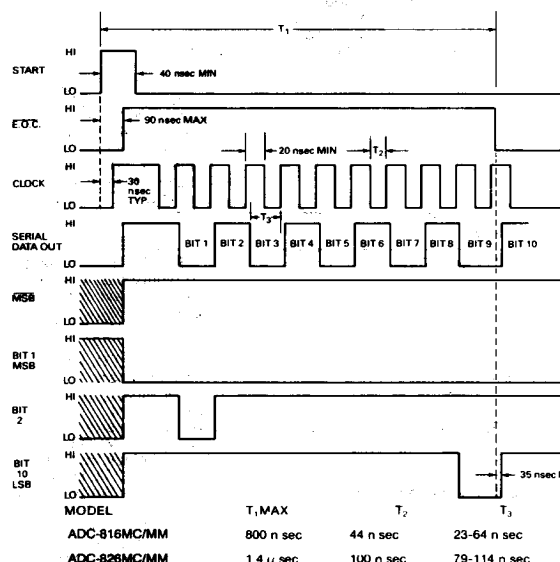 T₁
START
HI
LO
40 nsec MIN
E.O.C.
HI
LO
90 nsec MAX
20 nsec MIN
T₂
CLOCK
HI
LO
30 nsec TYP
T₃
SERIAL DATA OUT
HI
LO
BIT 1 BIT 2 BIT 3 BIT 4 BIT 5 BIT 6 BIT 7 BIT 8 BIT 9 BIT 10
MSB
HI
LO
BIT 1 MSB
HI
LO
BIT 2
HI
LO
BIT 10 LSB
HI
LO
35 nsec
MODEL T₁ MAX T₂ T₃
ADC-816MC/MM 800 n sec 44 n sec 23-64 n sec
ADC-826MC/MM 1.4 μ sec 100 n sec 79-114 n sec